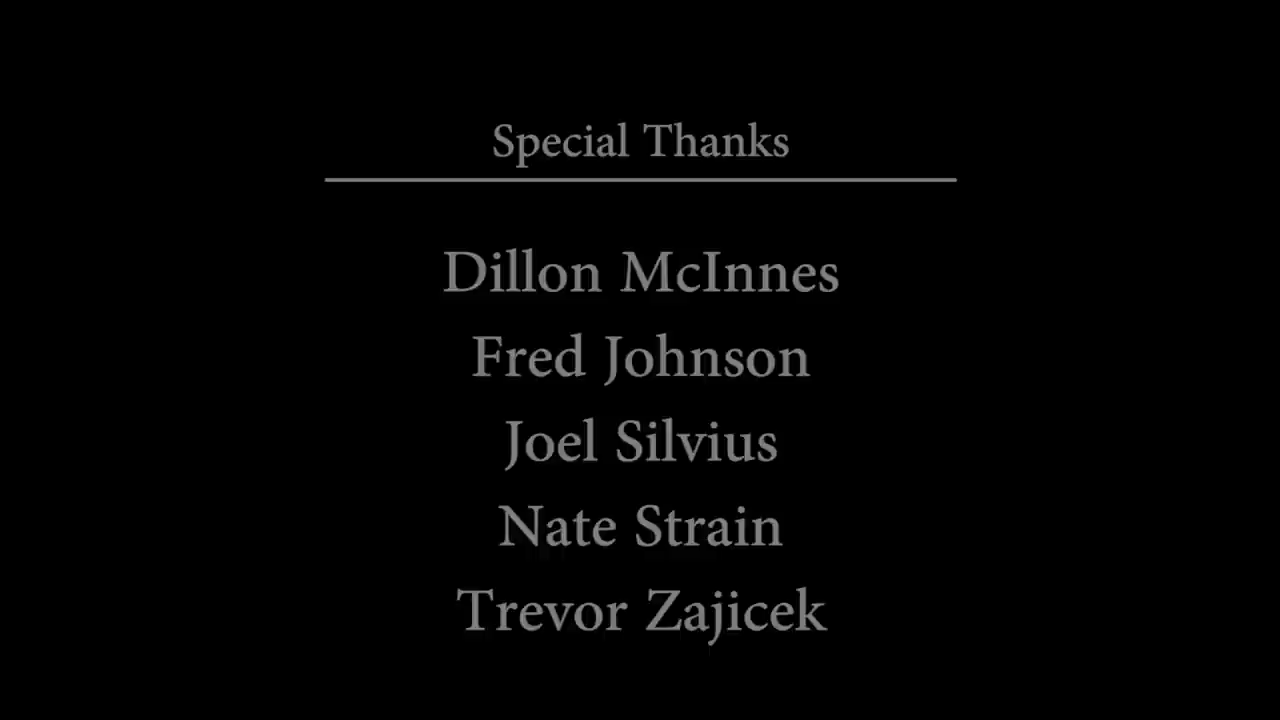 Special Thanks
Dillon McInnes
Fred Johnson
Joel Silvius
Nate Strain
Trevor Zajicek